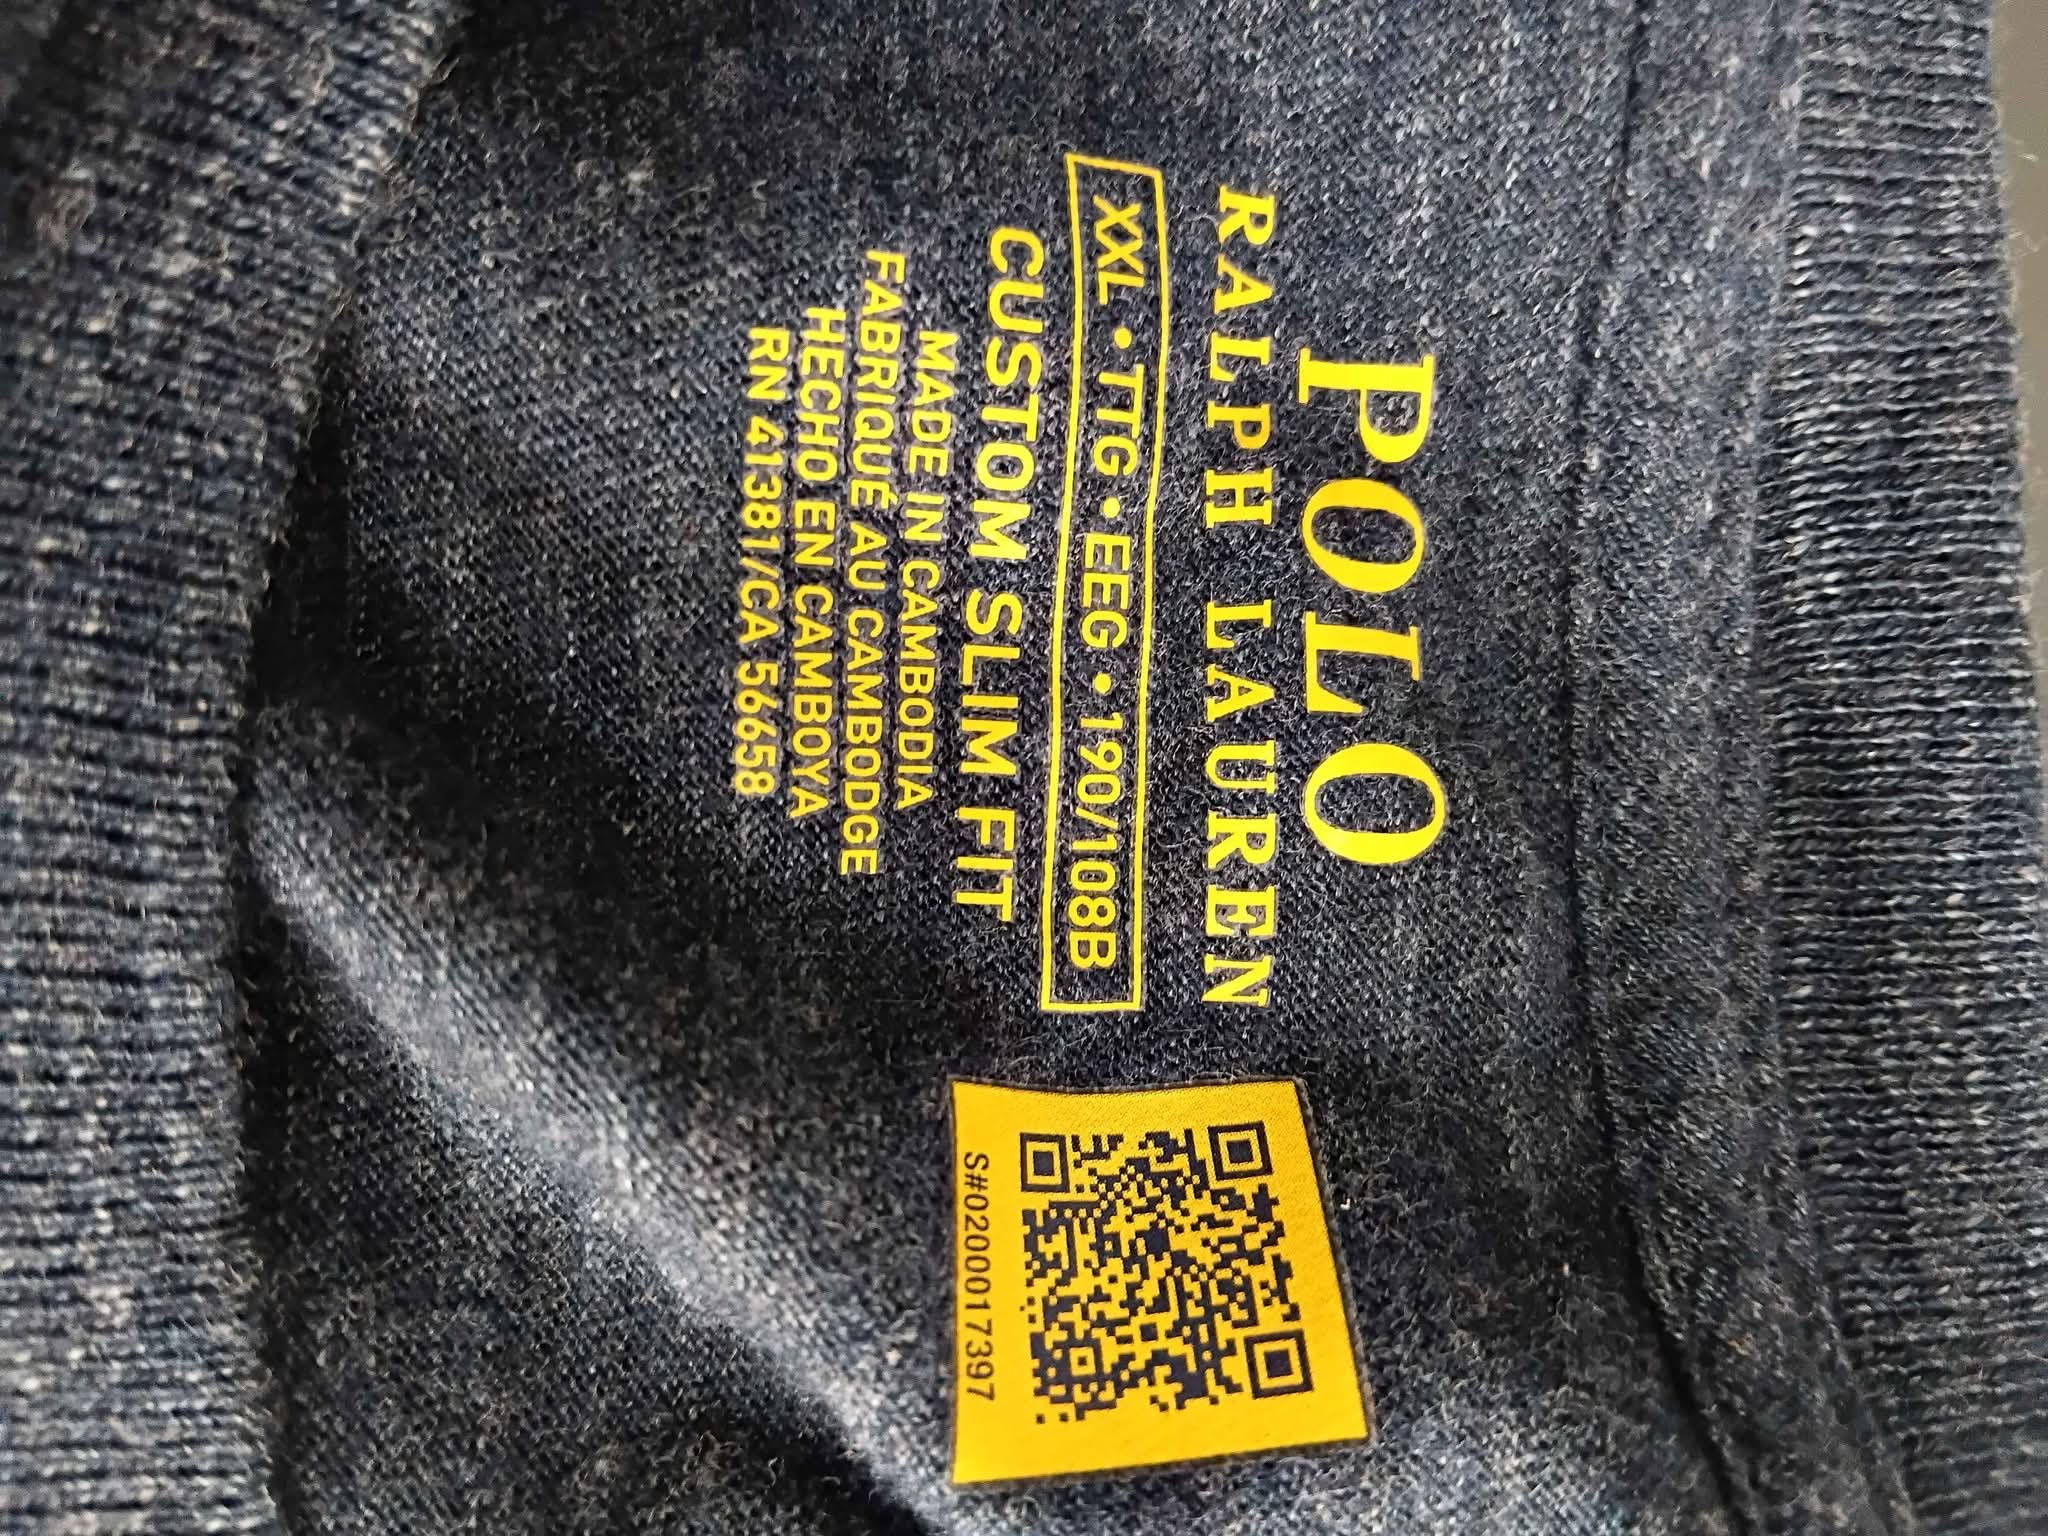 POLO
RALPH LAUREN
XXL • TTG • EEG • 190/108B
CUSTOM SLIM FIT
MADE IN CAMBODIA
FABRIQUÉ AU CAMBODGE
HECHO EN CAMBOYA
RN 41381/CA 56658
S#0200017397